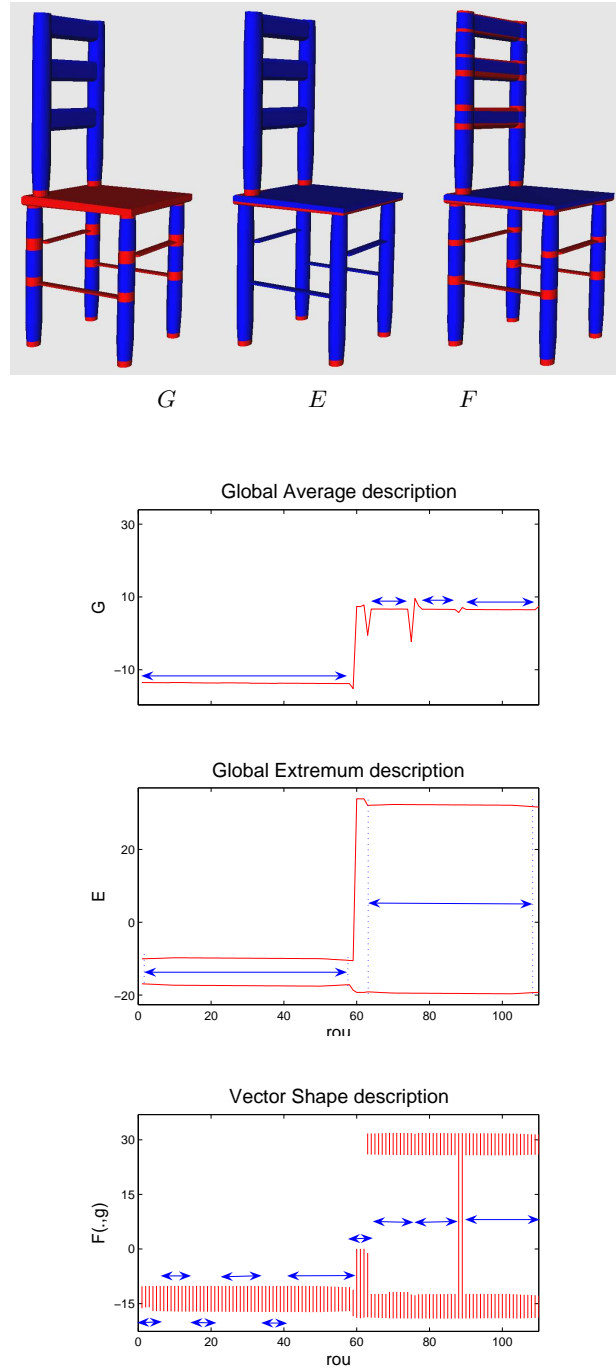 G E F
Global Average description
30
10
−10
G
Global Extremum description
20
0
−20
E
0 20 40 60 80 100
rou
Vector Shape description
30
15
0
−15
F(.,g)
0 20 40 60 80 100
rou